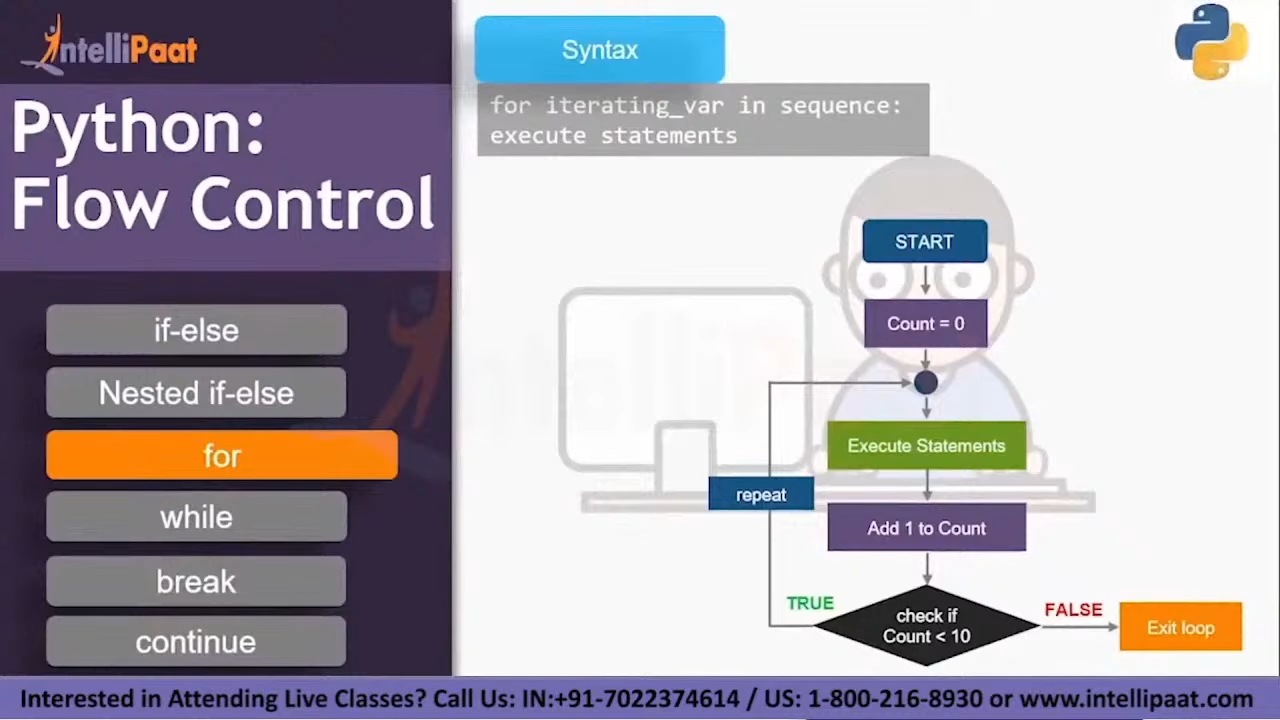 IntelliPaat
Python:
Flow Control
if-else
Nested if-else
for
while
break
continue
Syntax
for iterating_var in sequence:
execute statements
START
Count = 0
Execute Statements
repeat
Add 1 to Count
TRUE
check if
Count < 10
FALSE
Exit loop
Interested in Attending Live Classes? Call Us: IN:+91-7022374614 / US: 1-800-216-8930 or www.intellipaat.com